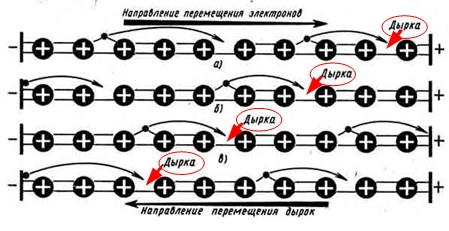 Направление перемещения электронов
Дырка
- +
а)
Дырка
- +
б)
Дырка
- +
в)
Дырка
- +
Направление перемещения дырок